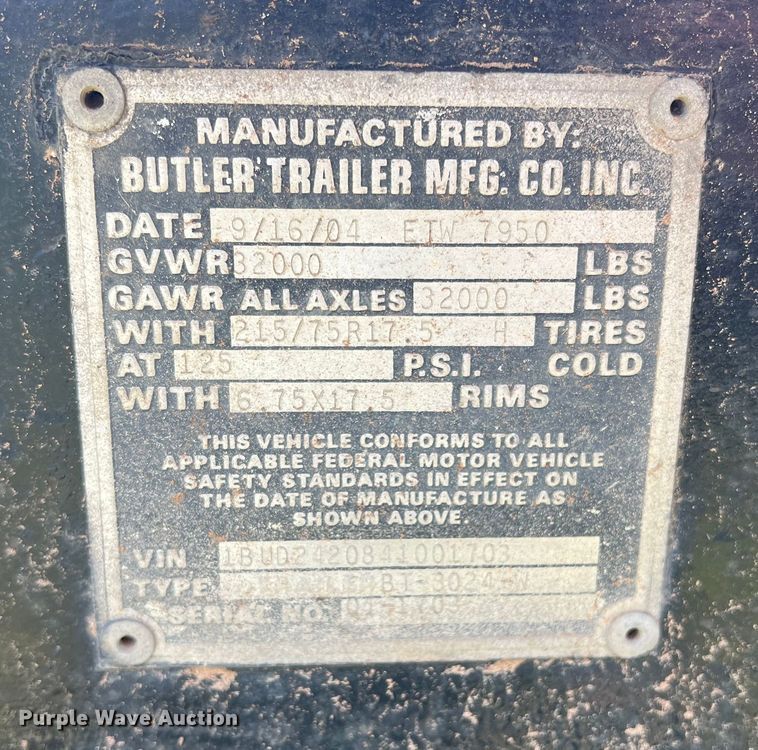 MANUFACTURED BY:
BUTLER TRAILER MFG. CO. INC.
DATE 9/16/04 ETW 7950
GVWR 32000 LBS
GAWR ALL AXLES 32000 LBS
WITH 215/75R17.5 H TIRES
AT 125 P.S.I. COLD
WITH 6.75X17.5 RIMS
THIS VEHICLE CONFORMS TO ALL
APPLICABLE FEDERAL MOTOR VEHICLE
SAFETY STANDARDS IN EFFECT ON
THE DATE OF MANUFACTURE AS
SHOWN ABOVE.
VIN 1BUD2420841001703
TYPE BT-3024-W
SERIAL NO.
Purple Wave Auction